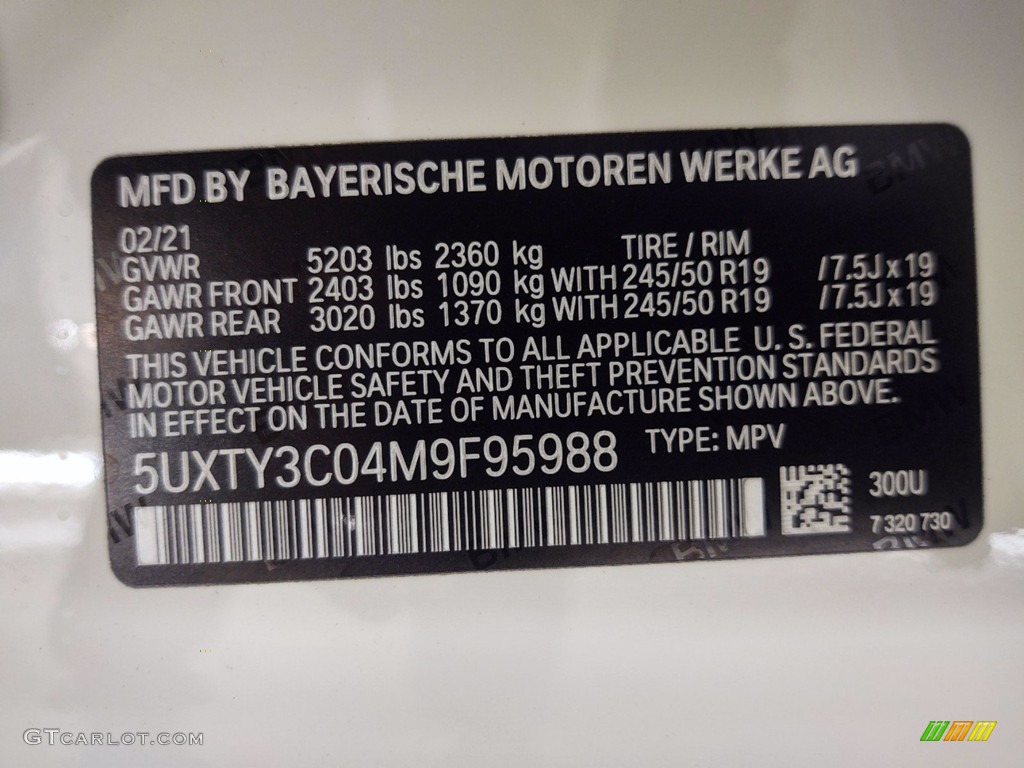 MFD BY BAYERISCHE MOTOREN WERKE AG
02/21 TIRE / RIM
GVWR 5203 lbs 2360 kg
GAWR FRONT 2403 lbs 1090 kg WITH 245/50 R19 /7.5J x 19
GAWR REAR 3020 lbs 1370 kg WITH 245/50 R19 /7.5J x 19
THIS VEHICLE CONFORMS TO ALL APPLICABLE U. S. FEDERAL
MOTOR VEHICLE SAFETY AND THEFT PREVENTION STANDARDS
IN EFFECT ON THE DATE OF MANUFACTURE SHOWN ABOVE.
5UXTY3C04M9F95988 TYPE: MPV
300U
7 320 730
GTcarlot.com